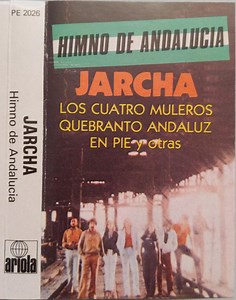 PE 2026
JARCHA
Himno de Andalucia
ariola
HIMNO DE ANDALUCIA
JARCHA
LOS CUATRO MULEROS
QUEBRANTO ANDALUZ
EN PIE y otras